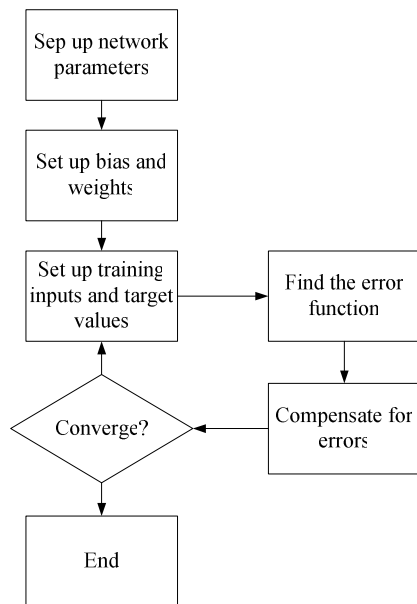 Sep up network
parameters
Set up bias and
weights
Set up training
inputs and target
values
Find the error
function
Compensate for
errors
Converge?
End